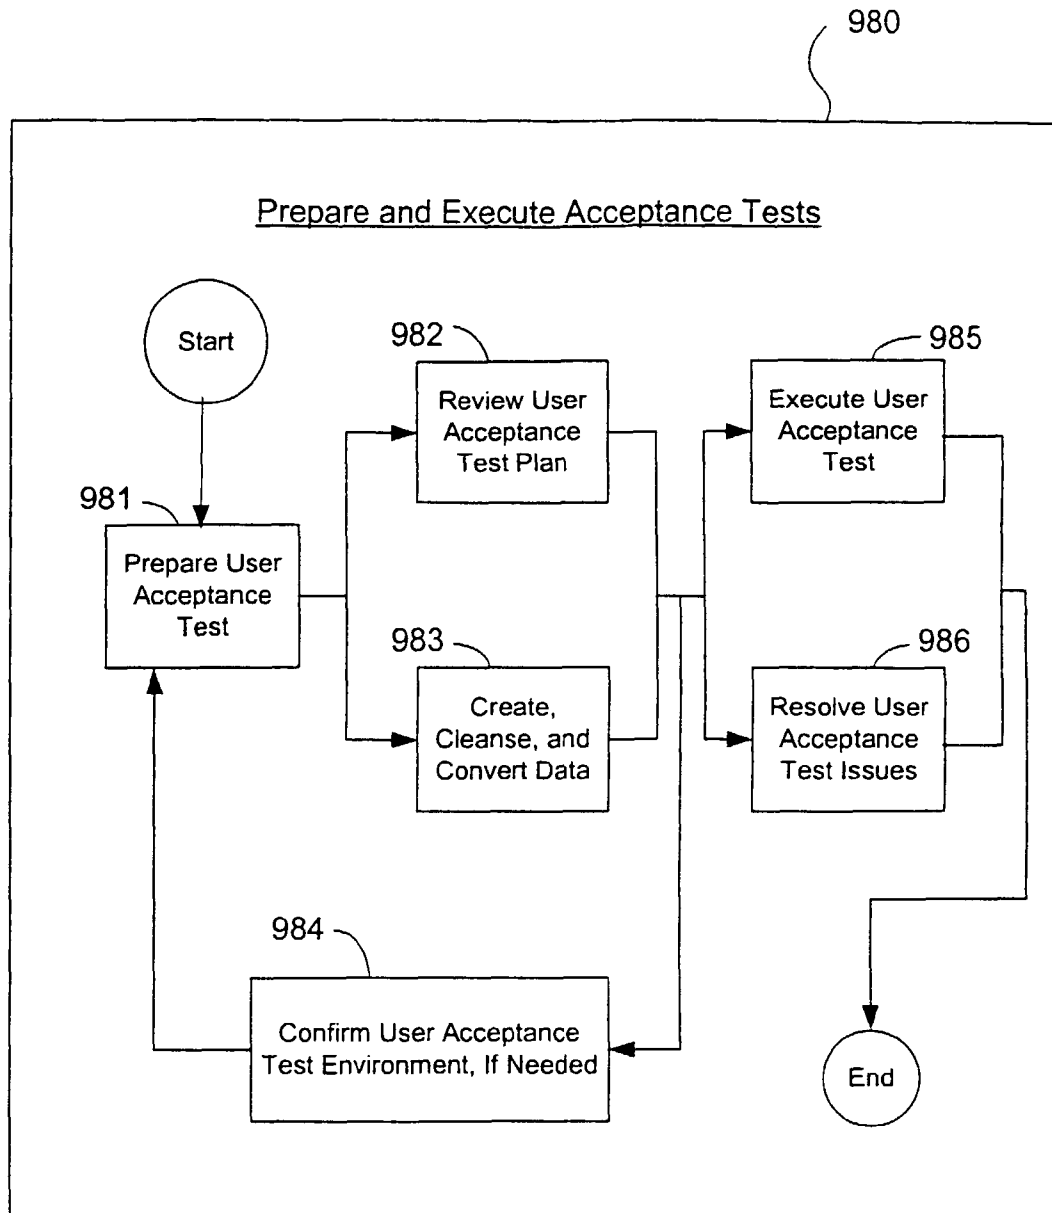 980
Prepare and Execute Acceptance Tests
Start
982
Review User
Acceptance
Test Plan
985
Execute User
Acceptance
Test
981
Prepare User
Acceptance
Test
983
Create,
Cleanse, and
Convert Data
986
Resolve User
Acceptance
Test Issues
984
Confirm User Acceptance
Test Environment, If Needed
End